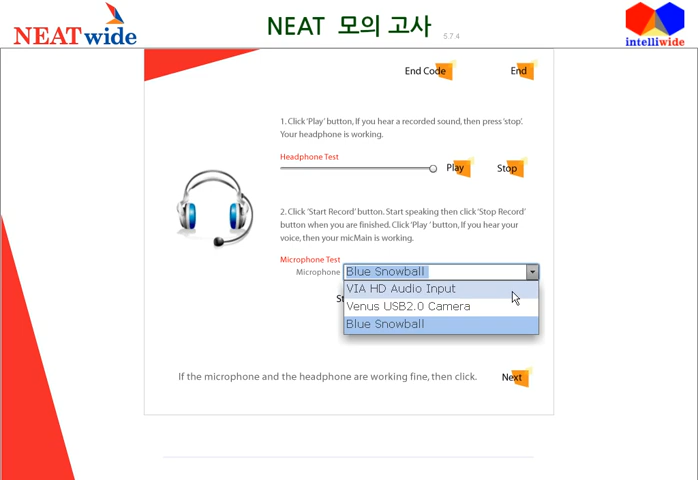 NEATwide
NEAT 모의 고사
5.7.4
intelliwide
End Code
End
1. Click 'Play' button, If you hear a recorded sound, then press 'stop'.
Your headphone is working.
Headphone Test
Play
Stop
2. Click 'Start Record' button. Start speaking then click 'Stop Record'
button when you are finished. Click 'Play ' button, If you hear your
voice, then your micMain is working.
Microphone Test
Microphone
Blue Snowball
VIA HD Audio Input
Venus USB2.0 Camera
Blue Snowball
If the microphone and the headphone are working fine, then click.
Next